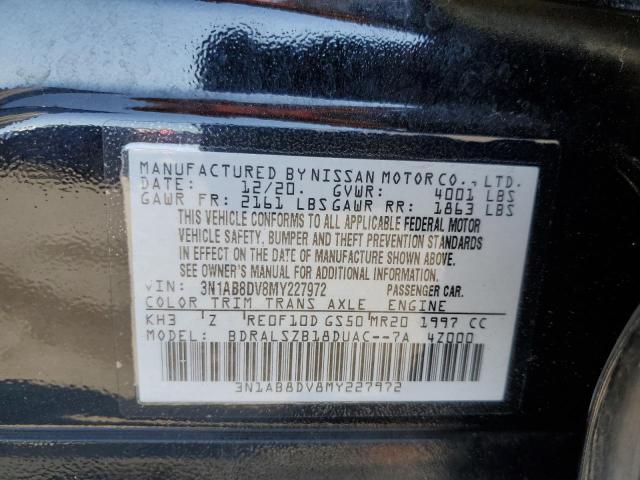 MANUFACTURED BY NISSAN MOTOR CO., LTD.
DATE: 12/20. GVWR: 4001 LBS
GAWR FR: 2161 LBS GAWR RR: 1863 LBS
THIS VEHICLE CONFORMS TO ALL APPLICABLE FEDERAL MOTOR
VEHICLE SAFETY, BUMPER AND THEFT PREVENTION STANDARDS
IN EFFECT ON THE DATE OF MANUFACTURE SHOWN ABOVE.
SEE OWNER'S MANUAL FOR ADDITIONAL INFORMATION.
VIN: 3N1AB8DV8MY227972 PASSENGER CAR.
COLOR TRIM TRANS AXLE ENGINE
KH3 Z RE0F10D GS50 MR20 1997 CC
MODEL: BDRALSZB18DUAC--7A 4Z000
3N1AB8DV8MY227972